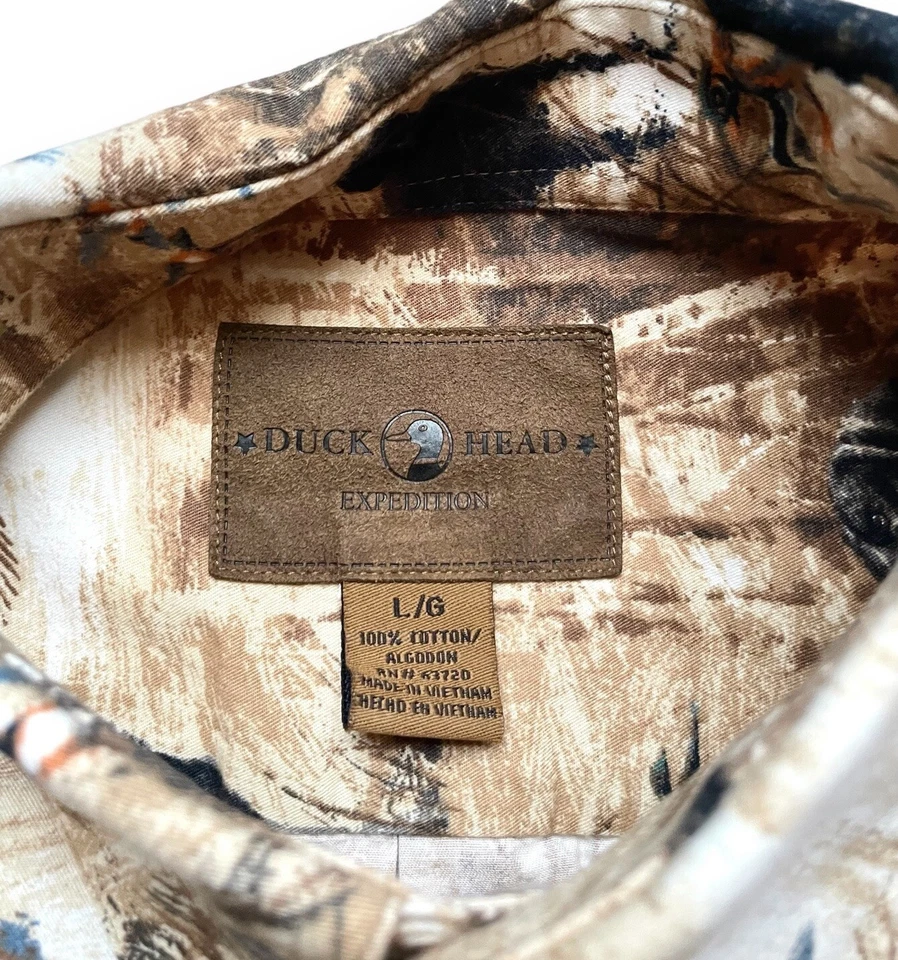 DUCK HEAD
EXPEDITION
L/G
100% COTTON/
ALGODON
RN# 63720
MADE IN VIETNAM
HECHO EN VIETNAM